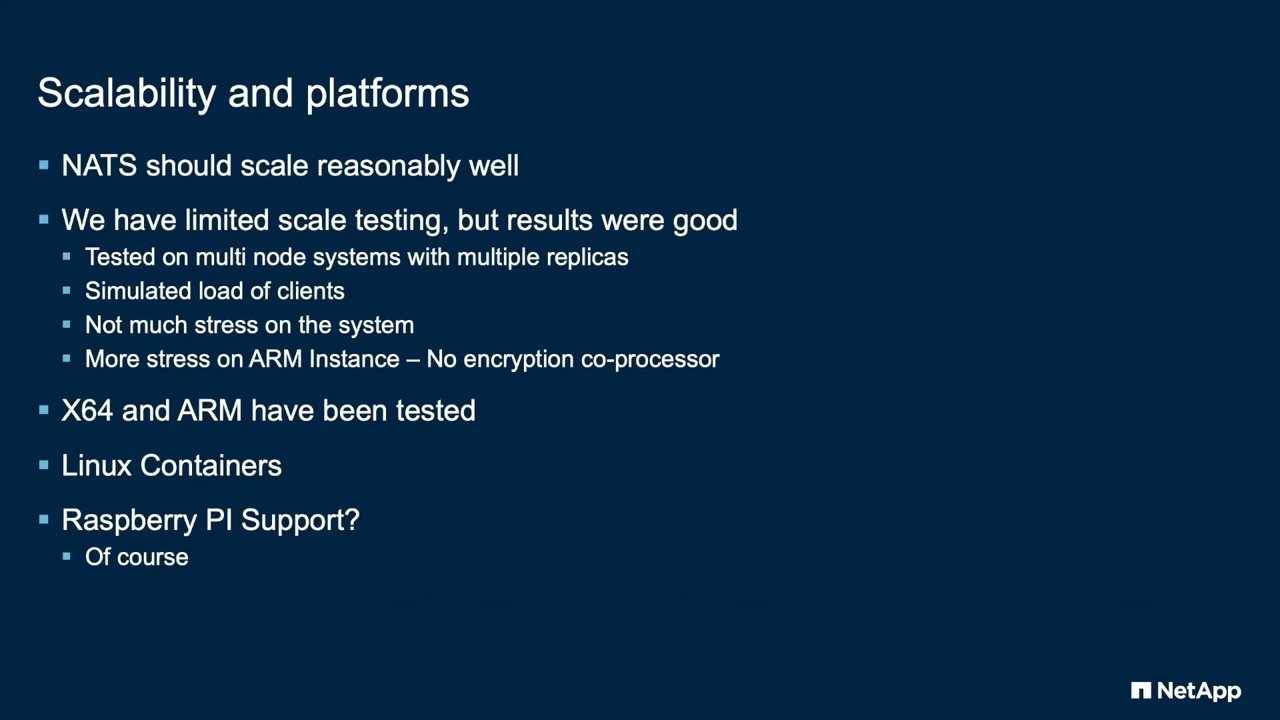 Scalability and platforms
NATS should scale reasonably well
We have limited scale testing, but results were good
Tested on multi node systems with multiple replicas
Simulated load of clients
Not much stress on the system
More stress on ARM Instance – No encryption co-processor
X64 and ARM have been tested
Linux Containers
Raspberry PI Support?
Of course
NetApp